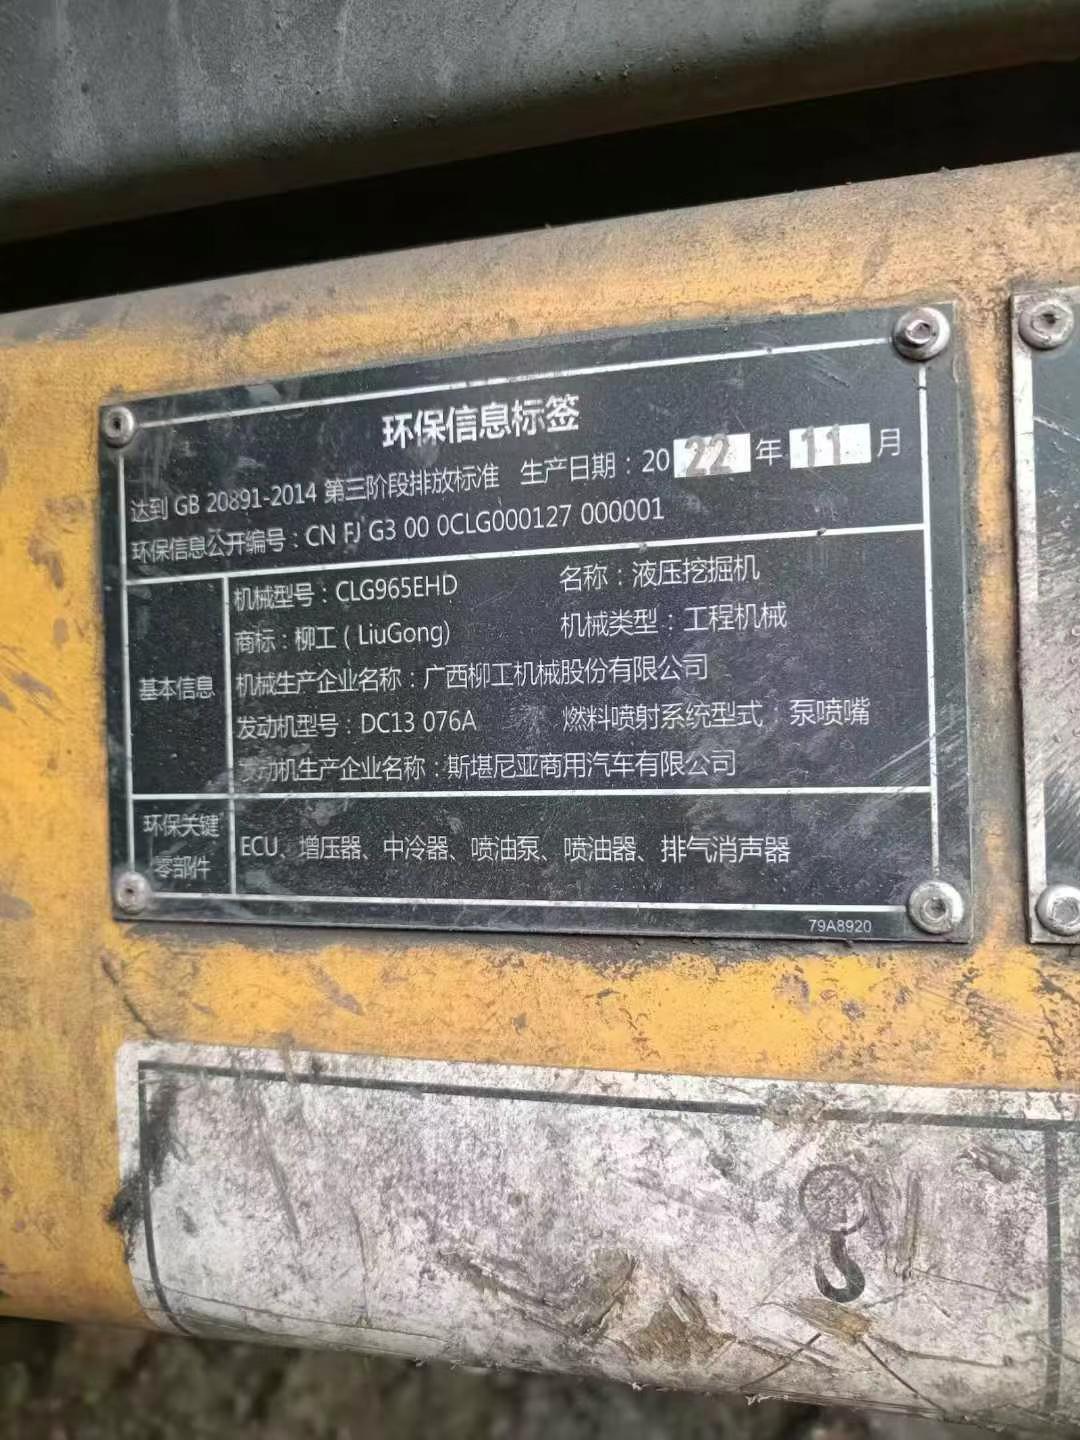 环保信息标签
达到 GB 20891-2014 第三阶段排放标准 生产日期：2022年11月
环保信息公开编号：CN FJ G3 00 0CLG000127 000001
基本信息
机械型号：CLG965EHD 名称：液压挖掘机
商标：柳工（LiuGong) 机械类型：工程机械
机械生产企业名称：广西柳工机械股份有限公司
发动机型号：DC13 076A 燃料喷射系统型式：泵喷嘴
发动机生产企业名称：斯堪尼亚商用汽车有限公司
环保关键
零部件
ECU、增压器、中冷器、喷油泵、喷油器、排气消声器
79A8920